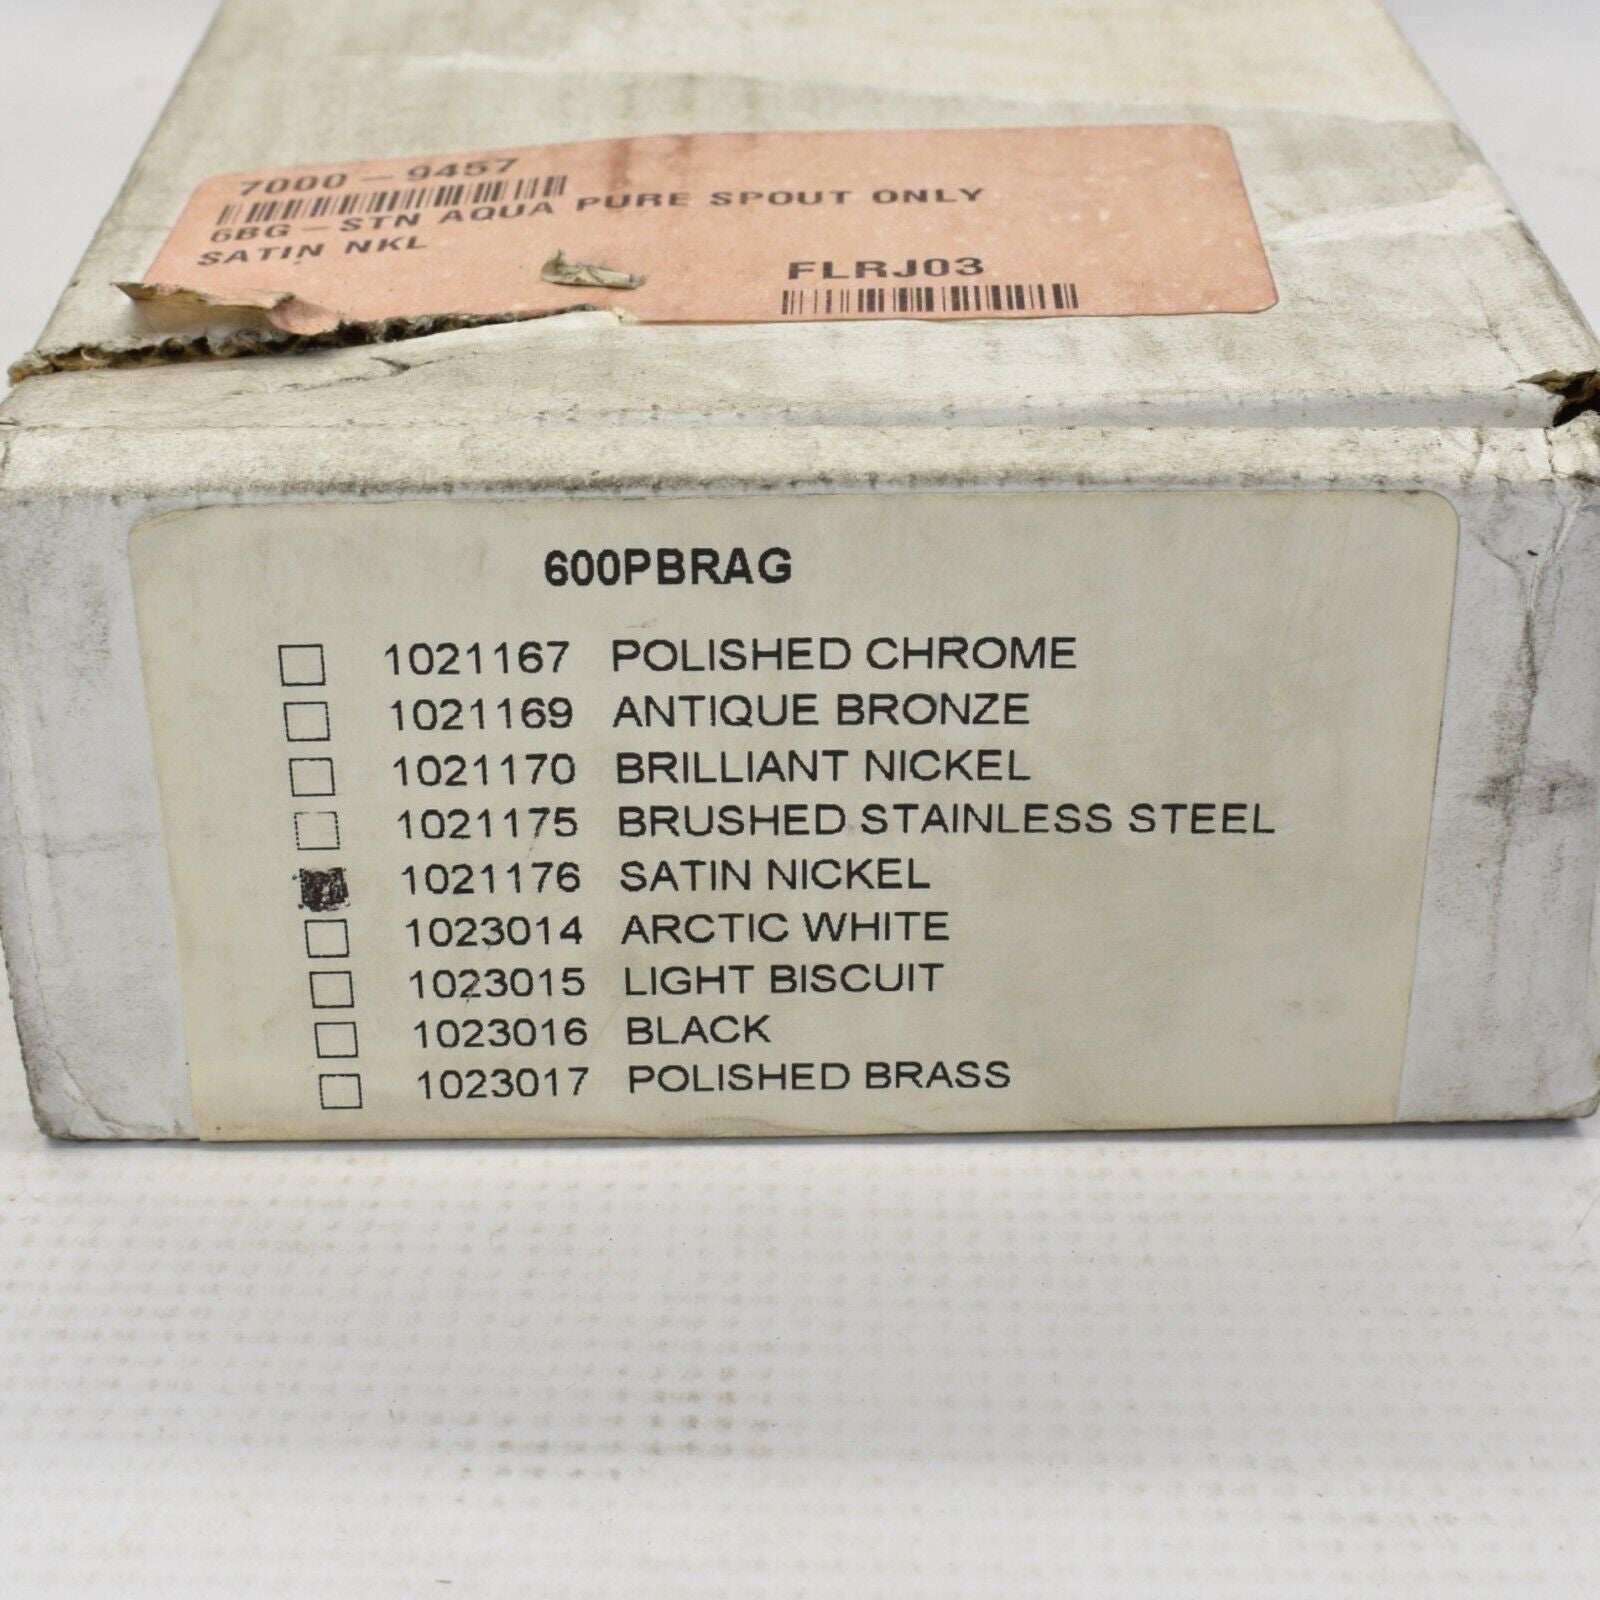 7000-9457
6BG-STN AQUA PURE SPOUT ONLY
SATIN NKL
FLRJ03
600PBRAG
1021167 POLISHED CHROME
1021169 ANTIQUE BRONZE
1021170 BRILLIANT NICKEL
1021175 BRUSHED STAINLESS STEEL
1021176 SATIN NICKEL
1023014 ARCTIC WHITE
1023015 LIGHT BISCUIT
1023016 BLACK
1023017 POLISHED BRASS